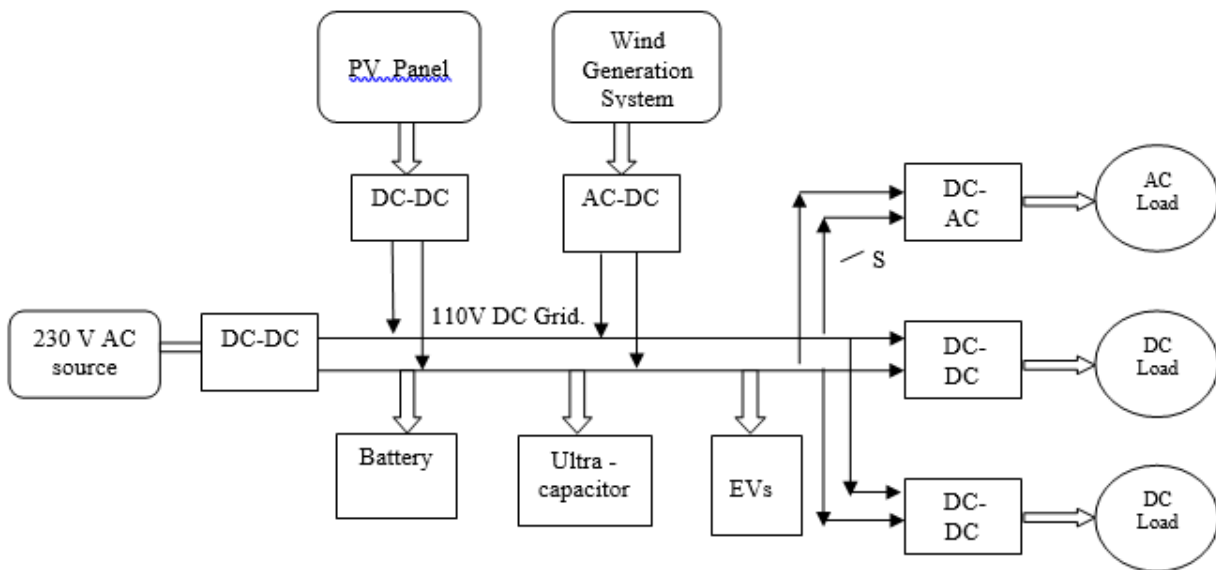 PV Panel
Wind
Generation
System
DC-DC
AC-DC
DC-
AC
AC
Load
S
110V DC Grid.
230 V AC
source
DC-DC
DC-
DC
DC
Load
Battery
Ultra -
capacitor
EVs
DC-
DC
DC
Load